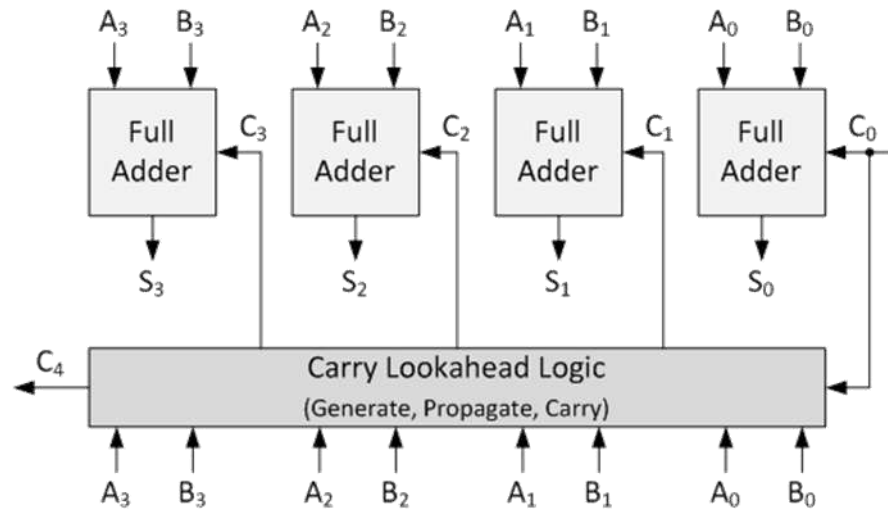 A₃ B₃ A₂ B₂ A₁ B₁ A₀ B₀
Full Adder C₃ Full Adder C₂ Full Adder C₁ Full Adder C₀
S₃ S₂ S₁ S₀
C₄ Carry Lookahead Logic
(Generate, Propagate, Carry)
A₃ B₃ A₂ B₂ A₁ B₁ A₀ B₀